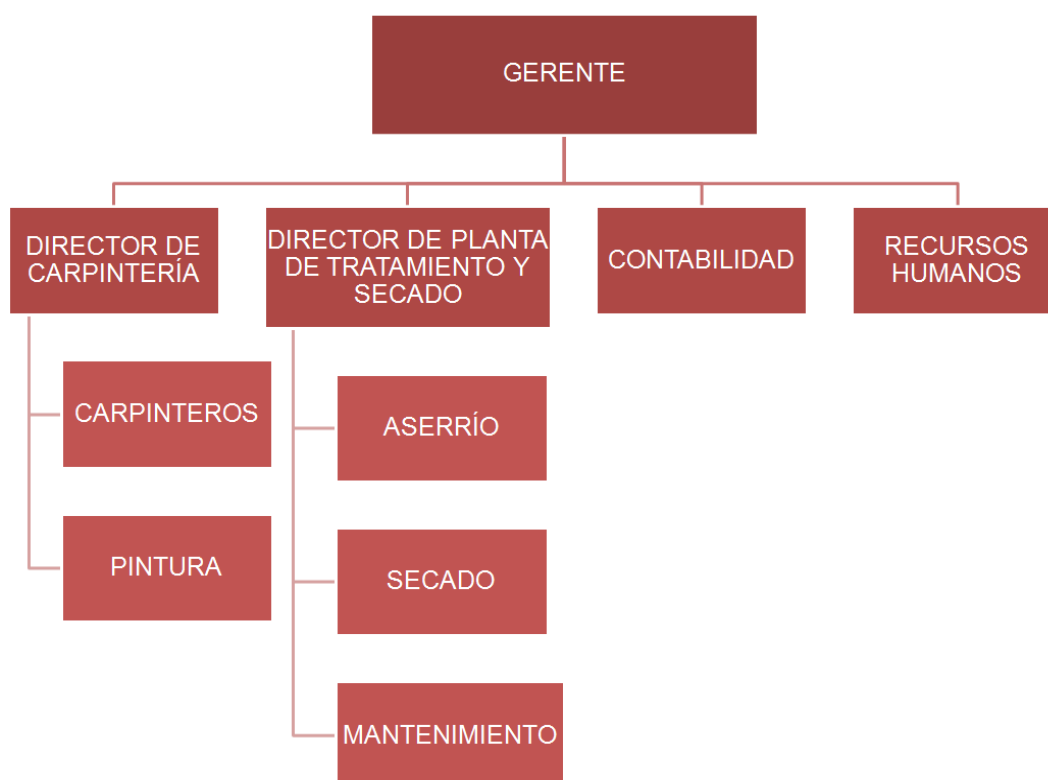 GERENTE
DIRECTOR DE
CARPINTERÍA
DIRECTOR DE PLANTA
DE TRATAMIENTO Y
SECADO
CONTABILIDAD
RECURSOS
HUMANOS
CARPINTEROS
PINTURA
ASERRÍO
SECADO
MANTENIMIENTO